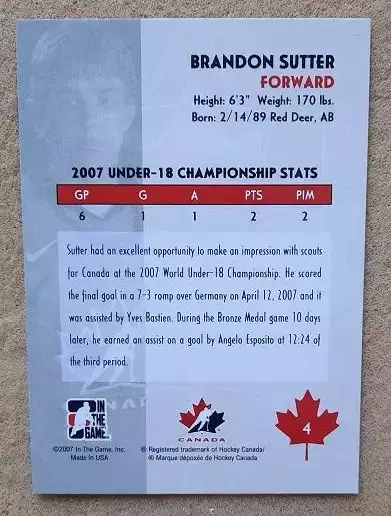 BRANDON SUTTER
FORWARD
Height: 6'3" Weight: 170 lbs.
Born: 2/14/89 Red Deer, AB
2007 UNDER-18 CHAMPIONSHIP STATS
GP G A PTS PIM
6 1 1 2 2
Sutter had an excellent opportunity to make an impression with scouts
for Canada at the 2007 World Under-18 Championship. He scored
the final goal in a 7-3 romp over Germany on April 12, 2007 and it
was assisted by Yves Bastien. During the Bronze Medal game 10 days
later, he earned an assist on a goal by Angelo Esposito at 12:24 of
the third period.
IN
THE
GAME.
CANADA
4
©2007 In The Game, Inc.
Made in USA
® Registered trademark of Hockey Canada/
® Marque déposée de Hockey Canada